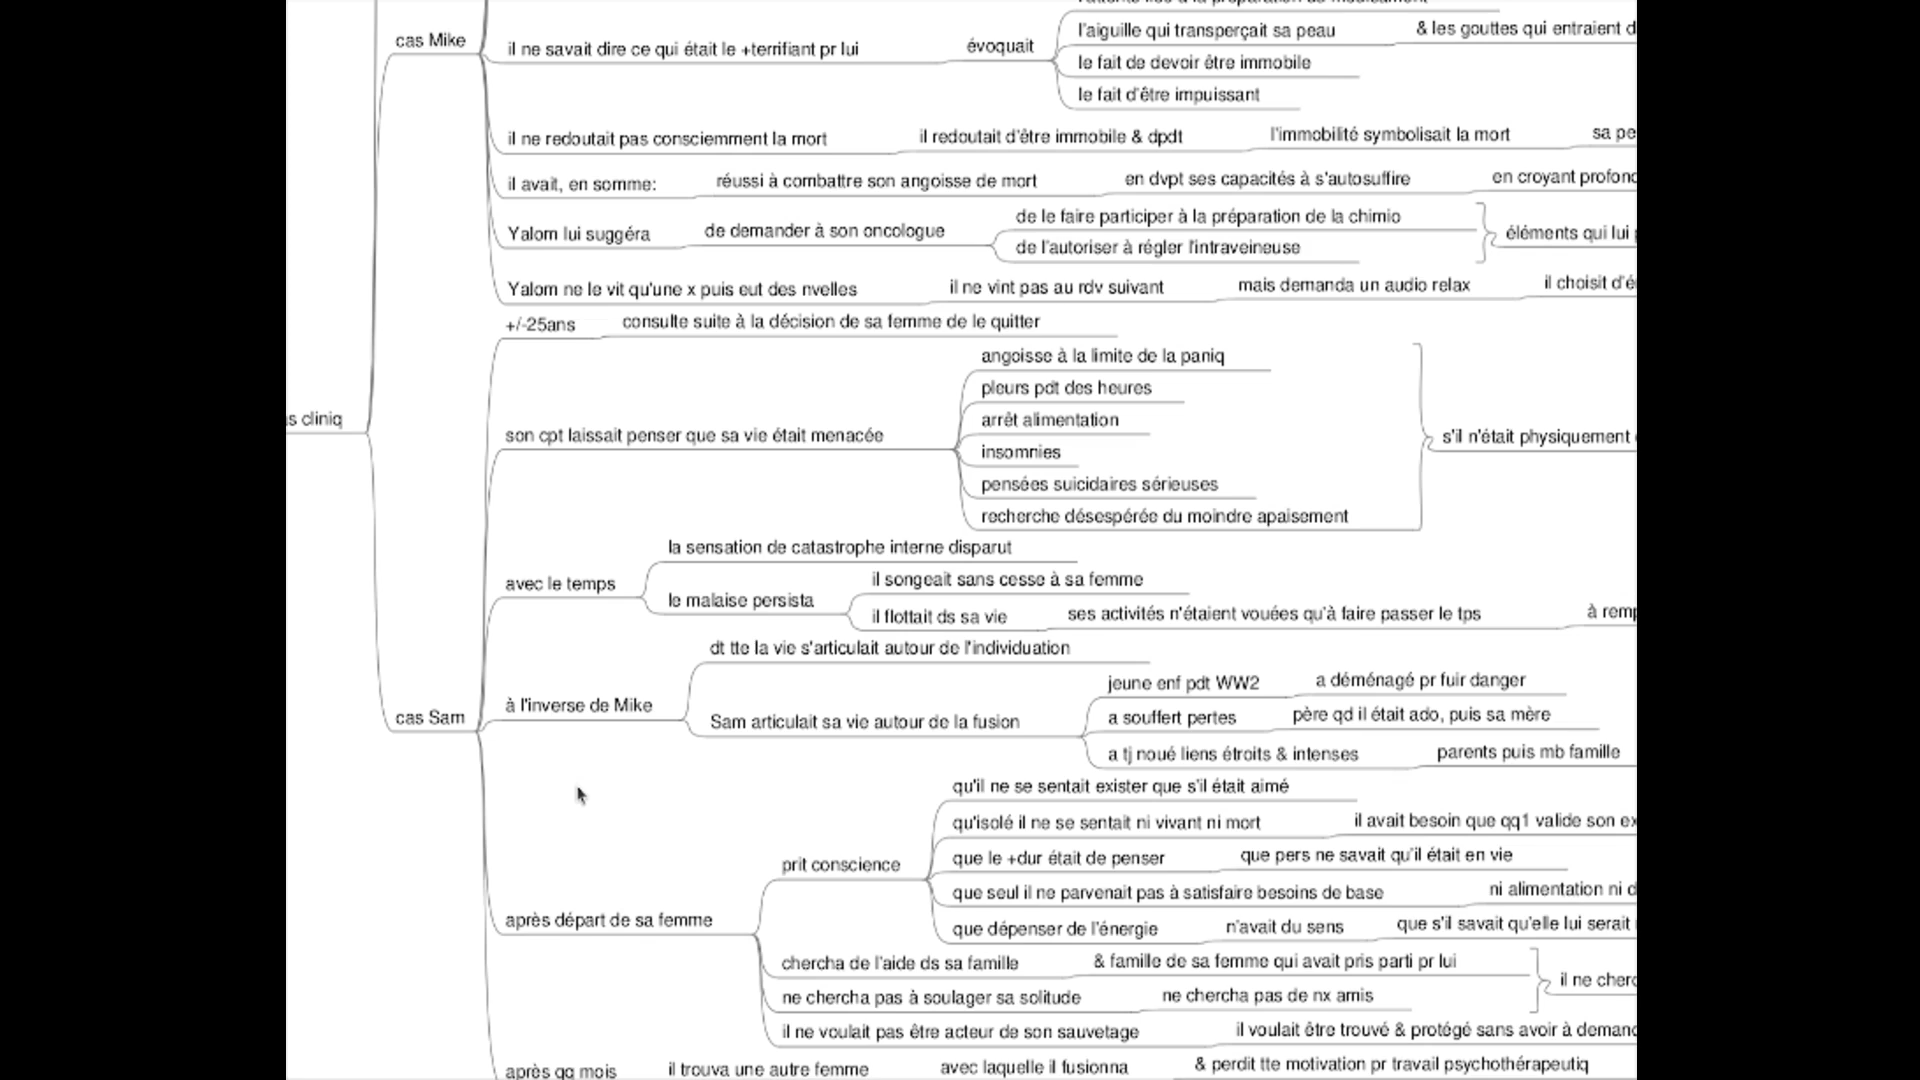 cas Mike
il ne savait dire ce qui était le +terrifiant pr lui
évoquait
l'aiguille qui transperçait sa peau
& les gouttes qui entraient d
le fait de devoir être immobile
le fait d'être impuissant
il ne redoutait pas consciemment la mort
il redoutait d'être immobile & dpdt
l'immobilité symbolisait la mort
sa pe
il avait, en somme:
réussi à combattre son angoisse de mort
en dvpt ses capacités à s'autosuffire
en croyant profond
Yalom lui suggéra
de demander à son oncologue
de le faire participer à la préparation de la chimio
de l'autoriser à régler l'intraveineuse
éléments qui lui
Yalom ne le vit qu'une x puis eut des nvelles
il ne vint pas au rdv suivant
mais demanda un audio relax
il choisit d'é
s cliniq
cas Sam
+/-25ans
consulte suite à la décision de sa femme de le quitter
son cpt laissait penser que sa vie était menacée
angoisse à la limite de la paniq
pleurs pdt des heures
arrêt alimentation
insomnies
pensées suicidaires sérieuses
recherche désespérée du moindre apaisement
s'il n'était physiquement
avec le temps
la sensation de catastrophe interne disparut
le malaise persista
il songeait sans cesse à sa femme
il flottait ds sa vie
ses activités n'étaient vouées qu'à faire passer le tps
à remp
à l'inverse de Mike
dt tte la vie s'articulait autour de l'individuation
Sam articulait sa vie autour de la fusion
jeune enf pdt WW2
a déménagé pr fuir danger
a souffert pertes
père qd il était ado, puis sa mère
a tj noué liens étroits & intenses
parents puis mb famille
après départ de sa femme
prit conscience
qu'il ne se sentait exister que s'il était aimé
qu'isolé il ne se sentait ni vivant ni mort
il avait besoin que qq1 valide son ex
que le +dur était de penser
que pers ne savait qu'il était en vie
que seul il ne parvenait pas à satisfaire besoins de base
ni alimentation ni d
que dépenser de l'énergie
n'avait du sens
que s'il savait qu'elle lui serait
chercha de l'aide ds sa famille
& famille de sa femme qui avait pris parti pr lui
ne chercha pas à soulager sa solitude
ne chercha pas de nx amis
il ne cherc
il ne voulait pas être acteur de son sauvetage
il voulait être trouvé & protégé sans avoir à demand
après qq mois
il trouva une autre femme
avec laquelle il fusionna
& perdit tte motivation pr travail psychothérapeutiq